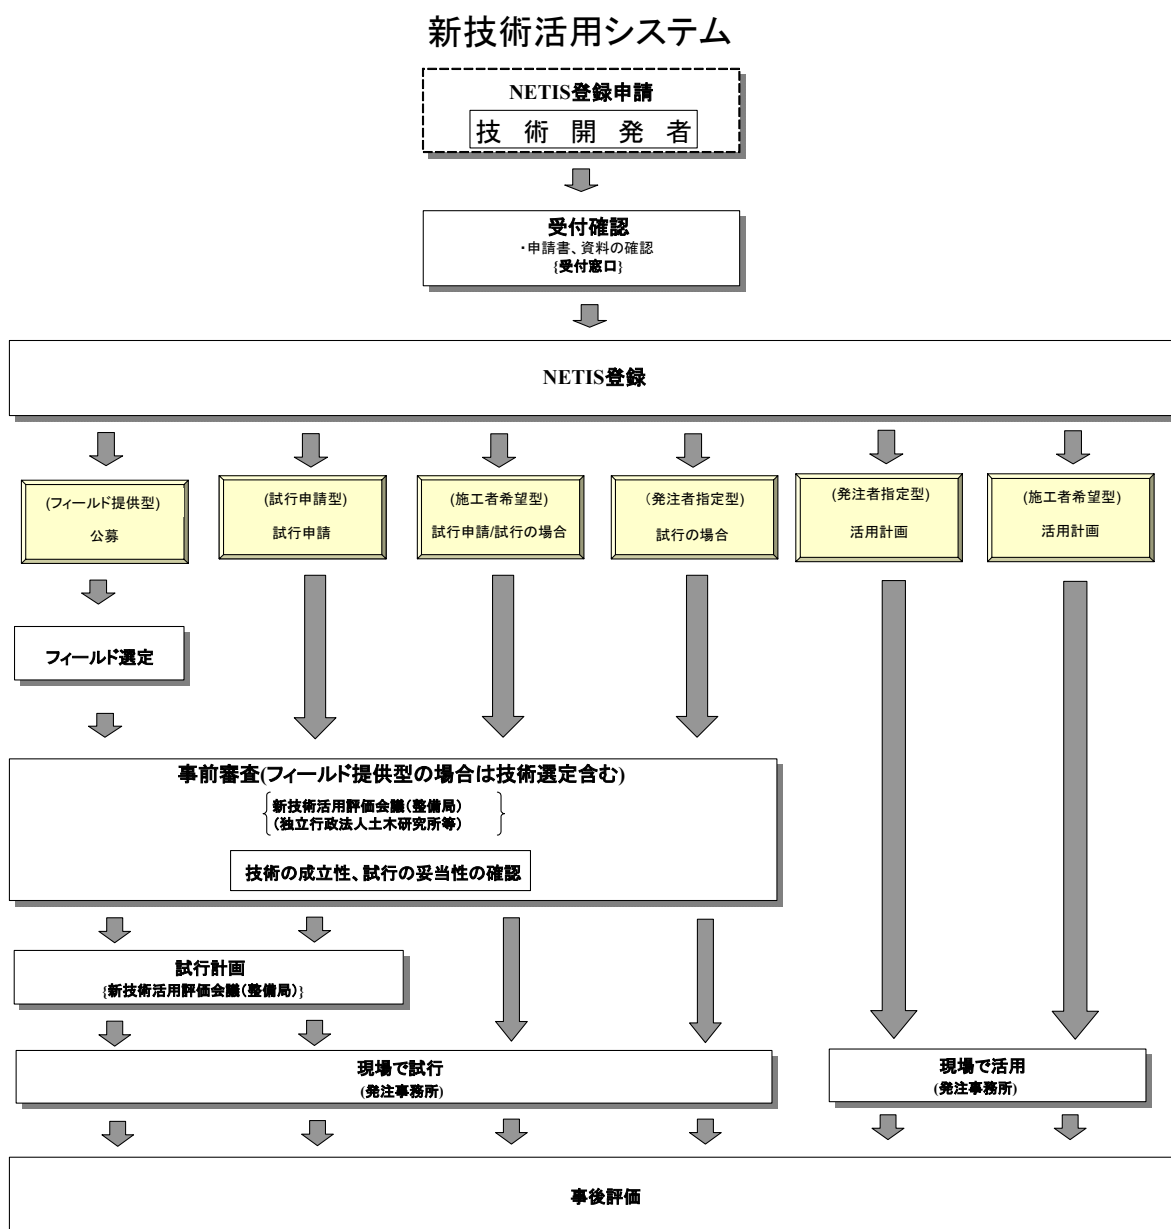 新技術活用システム
NETIS登録申請
技 術 開 発 者
受付確認
・申請書、資料の確認
{受付窓口}
NETIS登録
(フィールド提供型)
公募
(試行申請型)
試行申請
(施工者希望型)
試行申請/試行の場合
(発注者指定型)
試行の場合
(発注者指定型)
活用計画
(施工者希望型)
活用計画
フィールド選定
事前審査(フィールド提供型の場合は技術選定含む)
新技術活用評価会議(整備局)
(独立行政法人土木研究所等)
技術の成立性、試行の妥当性の確認
試行計画
{新技術活用評価会議(整備局)}
現場で試行
(発注事務所)
現場で活用
(発注事務所)
事後評価